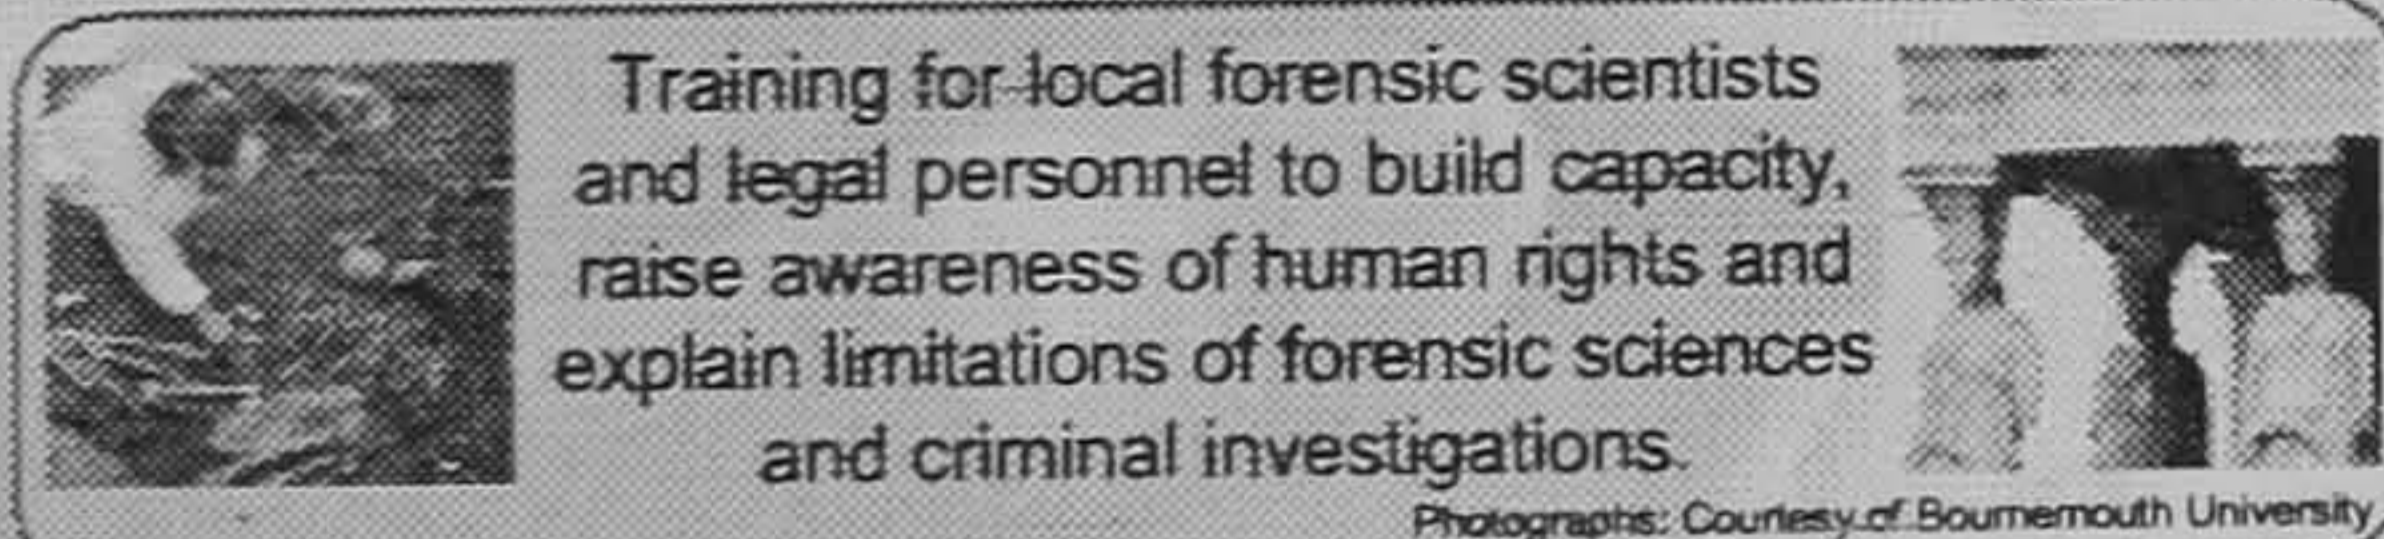 Training for local forensic scientists
and legal personnel to build capacity,
raise awareness of human rights and
explain limitations of forensic sciences
and criminal investigations.
Photographs: Courtesy of Bournemouth University